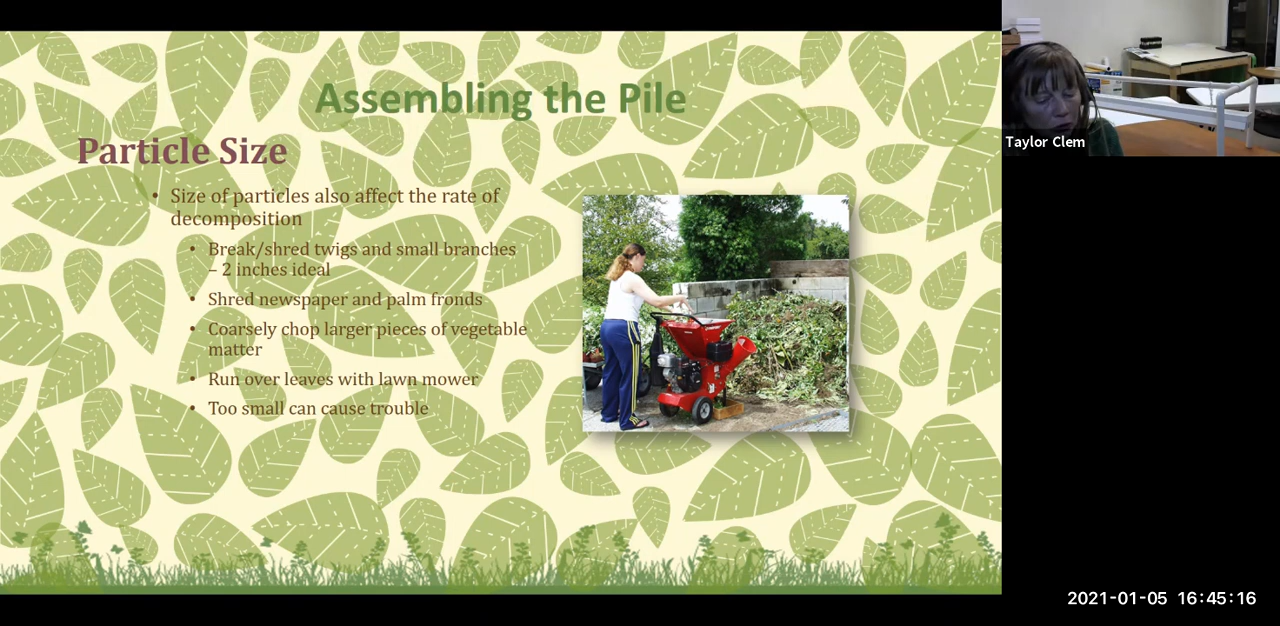 Assembling the Pile
Particle Size
• Size of particles also affect the rate of
decomposition
• Break/shred twigs and small branches
– 2 inches ideal
• Shred newspaper and palm fronds
• Coarsely chop larger pieces of vegetable
matter
• Run over leaves with lawn mower
• Too small can cause trouble
Taylor Clem
2021-01-05 16:45:16